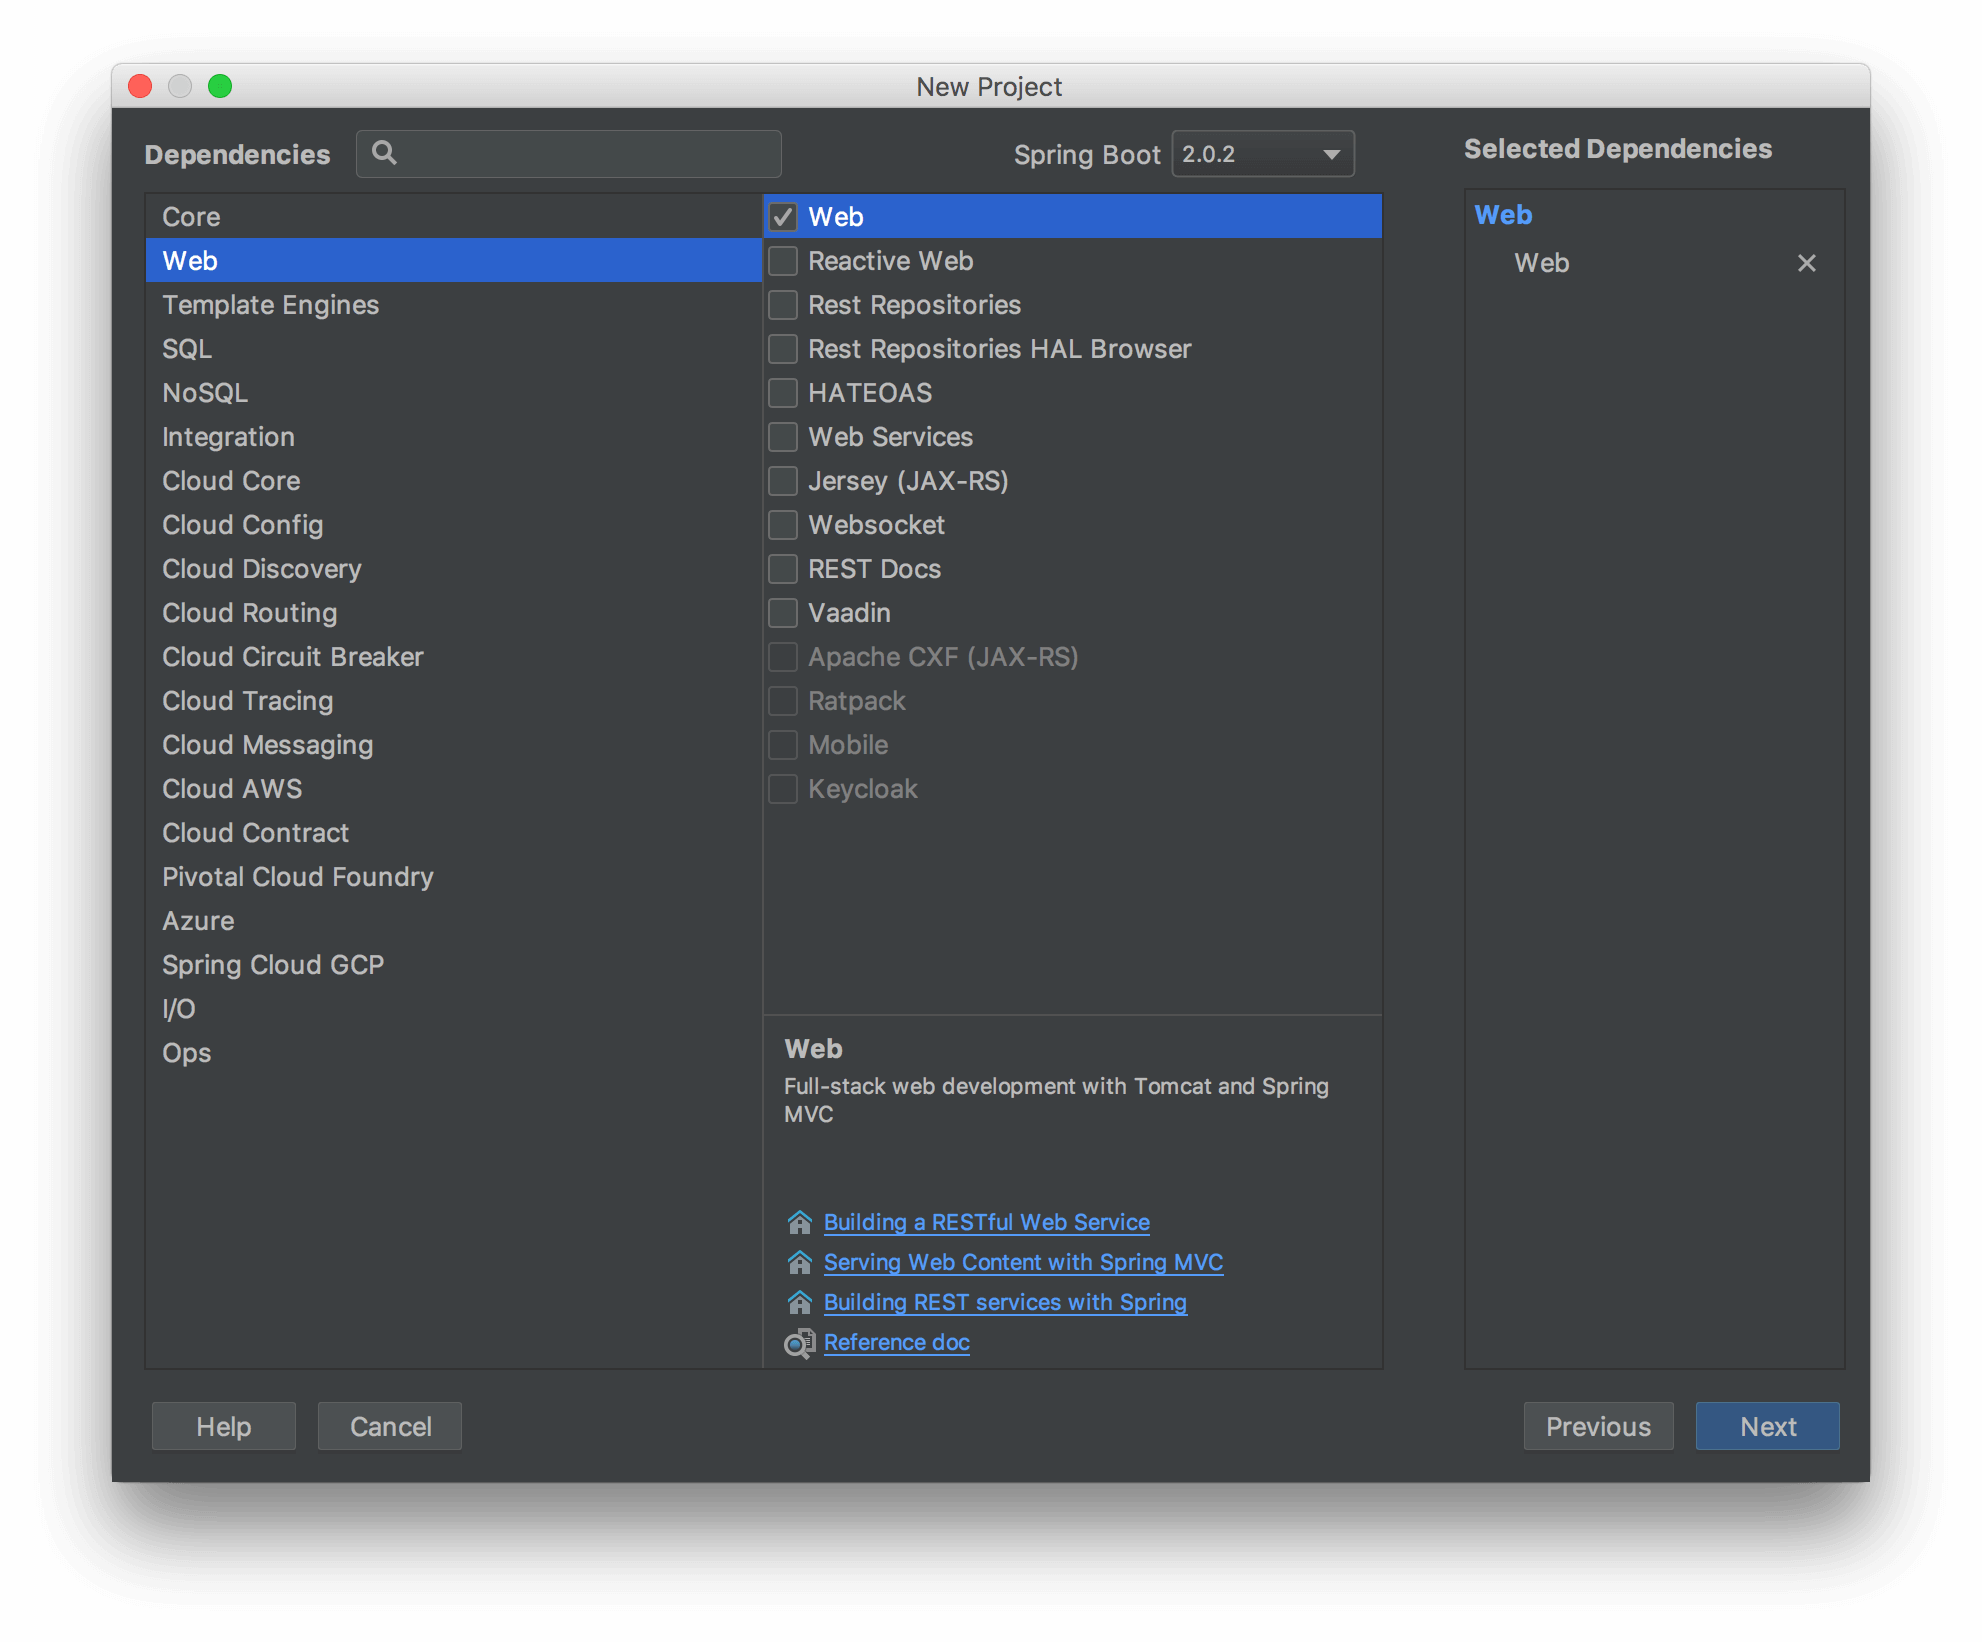 New Project
Dependencies
Spring Boot 2.0.2
Selected Dependencies
Core
Web
Template Engines
SQL
NoSQL
Integration
Cloud Core
Cloud Config
Cloud Discovery
Cloud Routing
Cloud Circuit Breaker
Cloud Tracing
Cloud Messaging
Cloud AWS
Cloud Contract
Pivotal Cloud Foundry
Azure
Spring Cloud GCP
I/O
Ops
Web
Reactive Web
Rest Repositories
Rest Repositories HAL Browser
HATEOAS
Web Services
Jersey (JAX-RS)
Websocket
REST Docs
Vaadin
Apache CXF (JAX-RS)
Ratpack
Mobile
Keycloak
Web
Full-stack web development with Tomcat and Spring
MVC
Building a RESTful Web Service
Serving Web Content with Spring MVC
Building REST services with Spring
Reference doc
Web
Web
Help
Cancel
Previous
Next